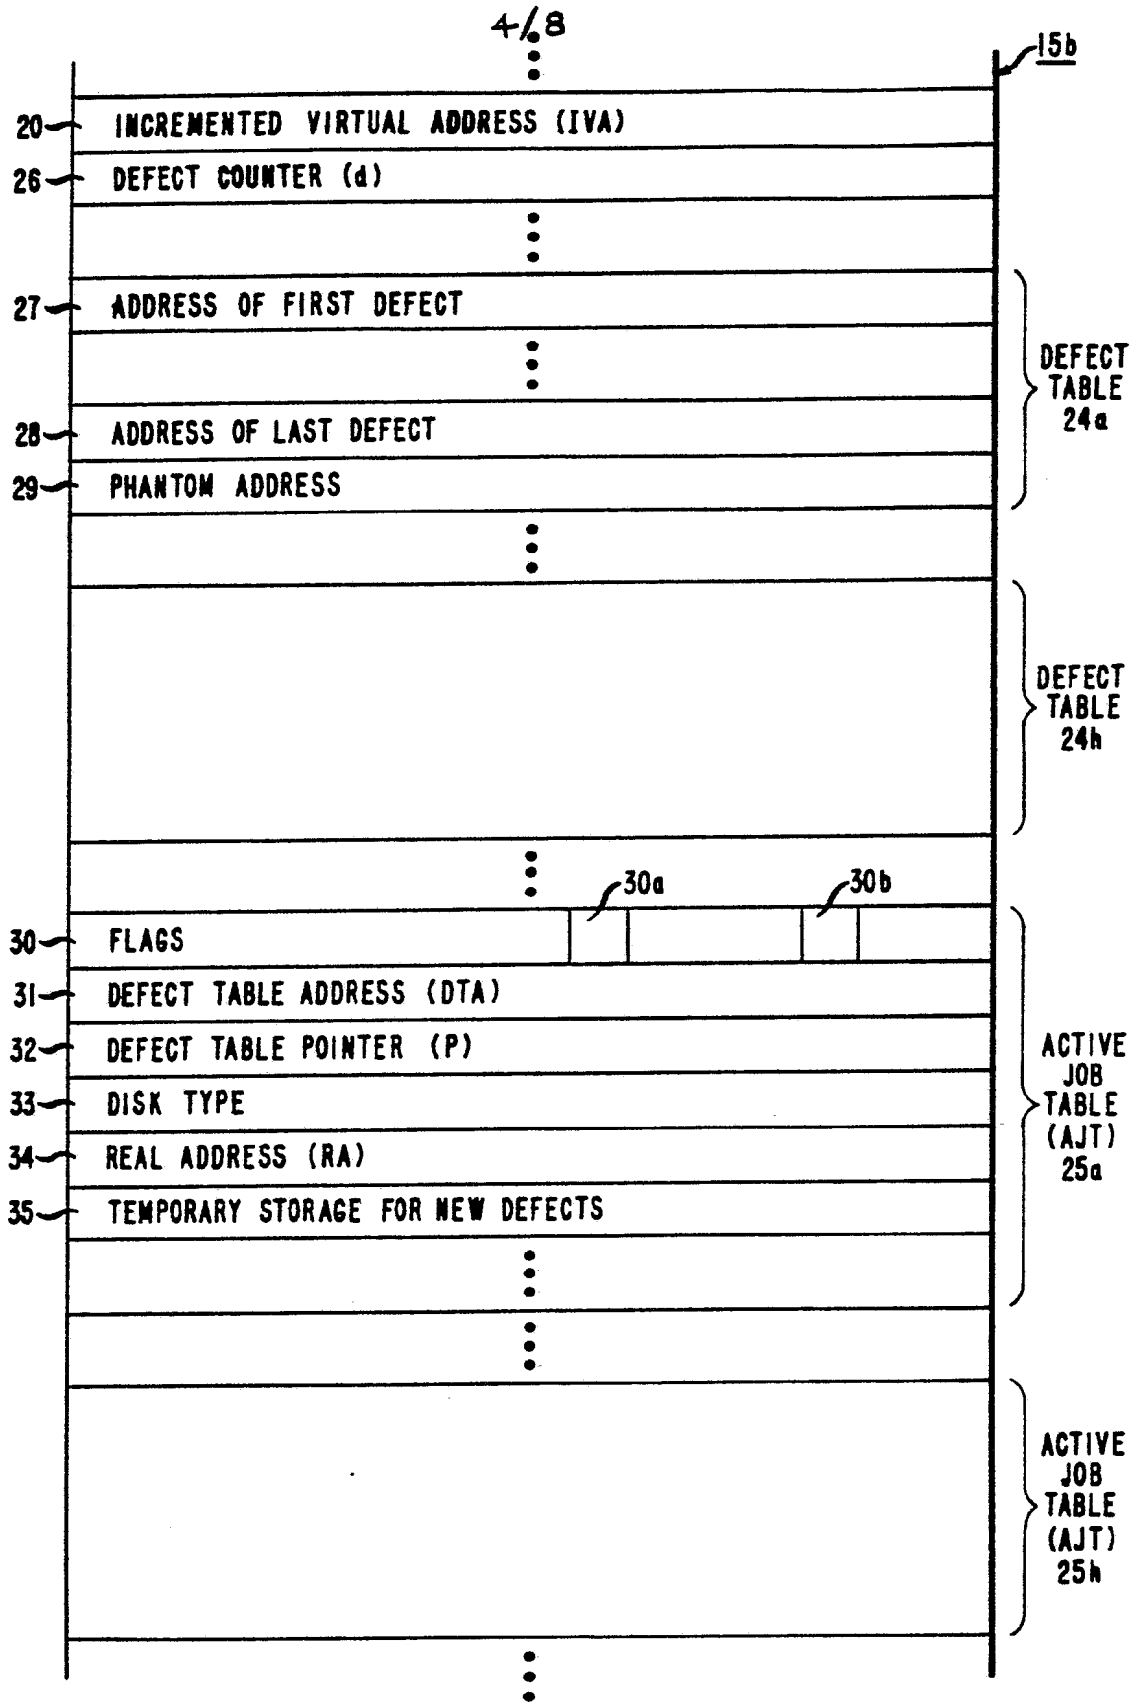 4/8
15b
20 INCREMENTED VIRTUAL ADDRESS (IVA)
26 DEFECT COUNTER (d)
27 ADDRESS OF FIRST DEFECT
28 ADDRESS OF LAST DEFECT
29 PHANTOM ADDRESS
DEFECT
TABLE
24a
DEFECT
TABLE
24h
30a
30b
30 FLAGS
31 DEFECT TABLE ADDRESS (DTA)
32 DEFECT TABLE POINTER (P)
33 DISK TYPE
34 REAL ADDRESS (RA)
35 TEMPORARY STORAGE FOR NEW DEFECTS
ACTIVE
JOB
TABLE
(AJT)
25a
ACTIVE
JOB
TABLE
(AJT)
25h